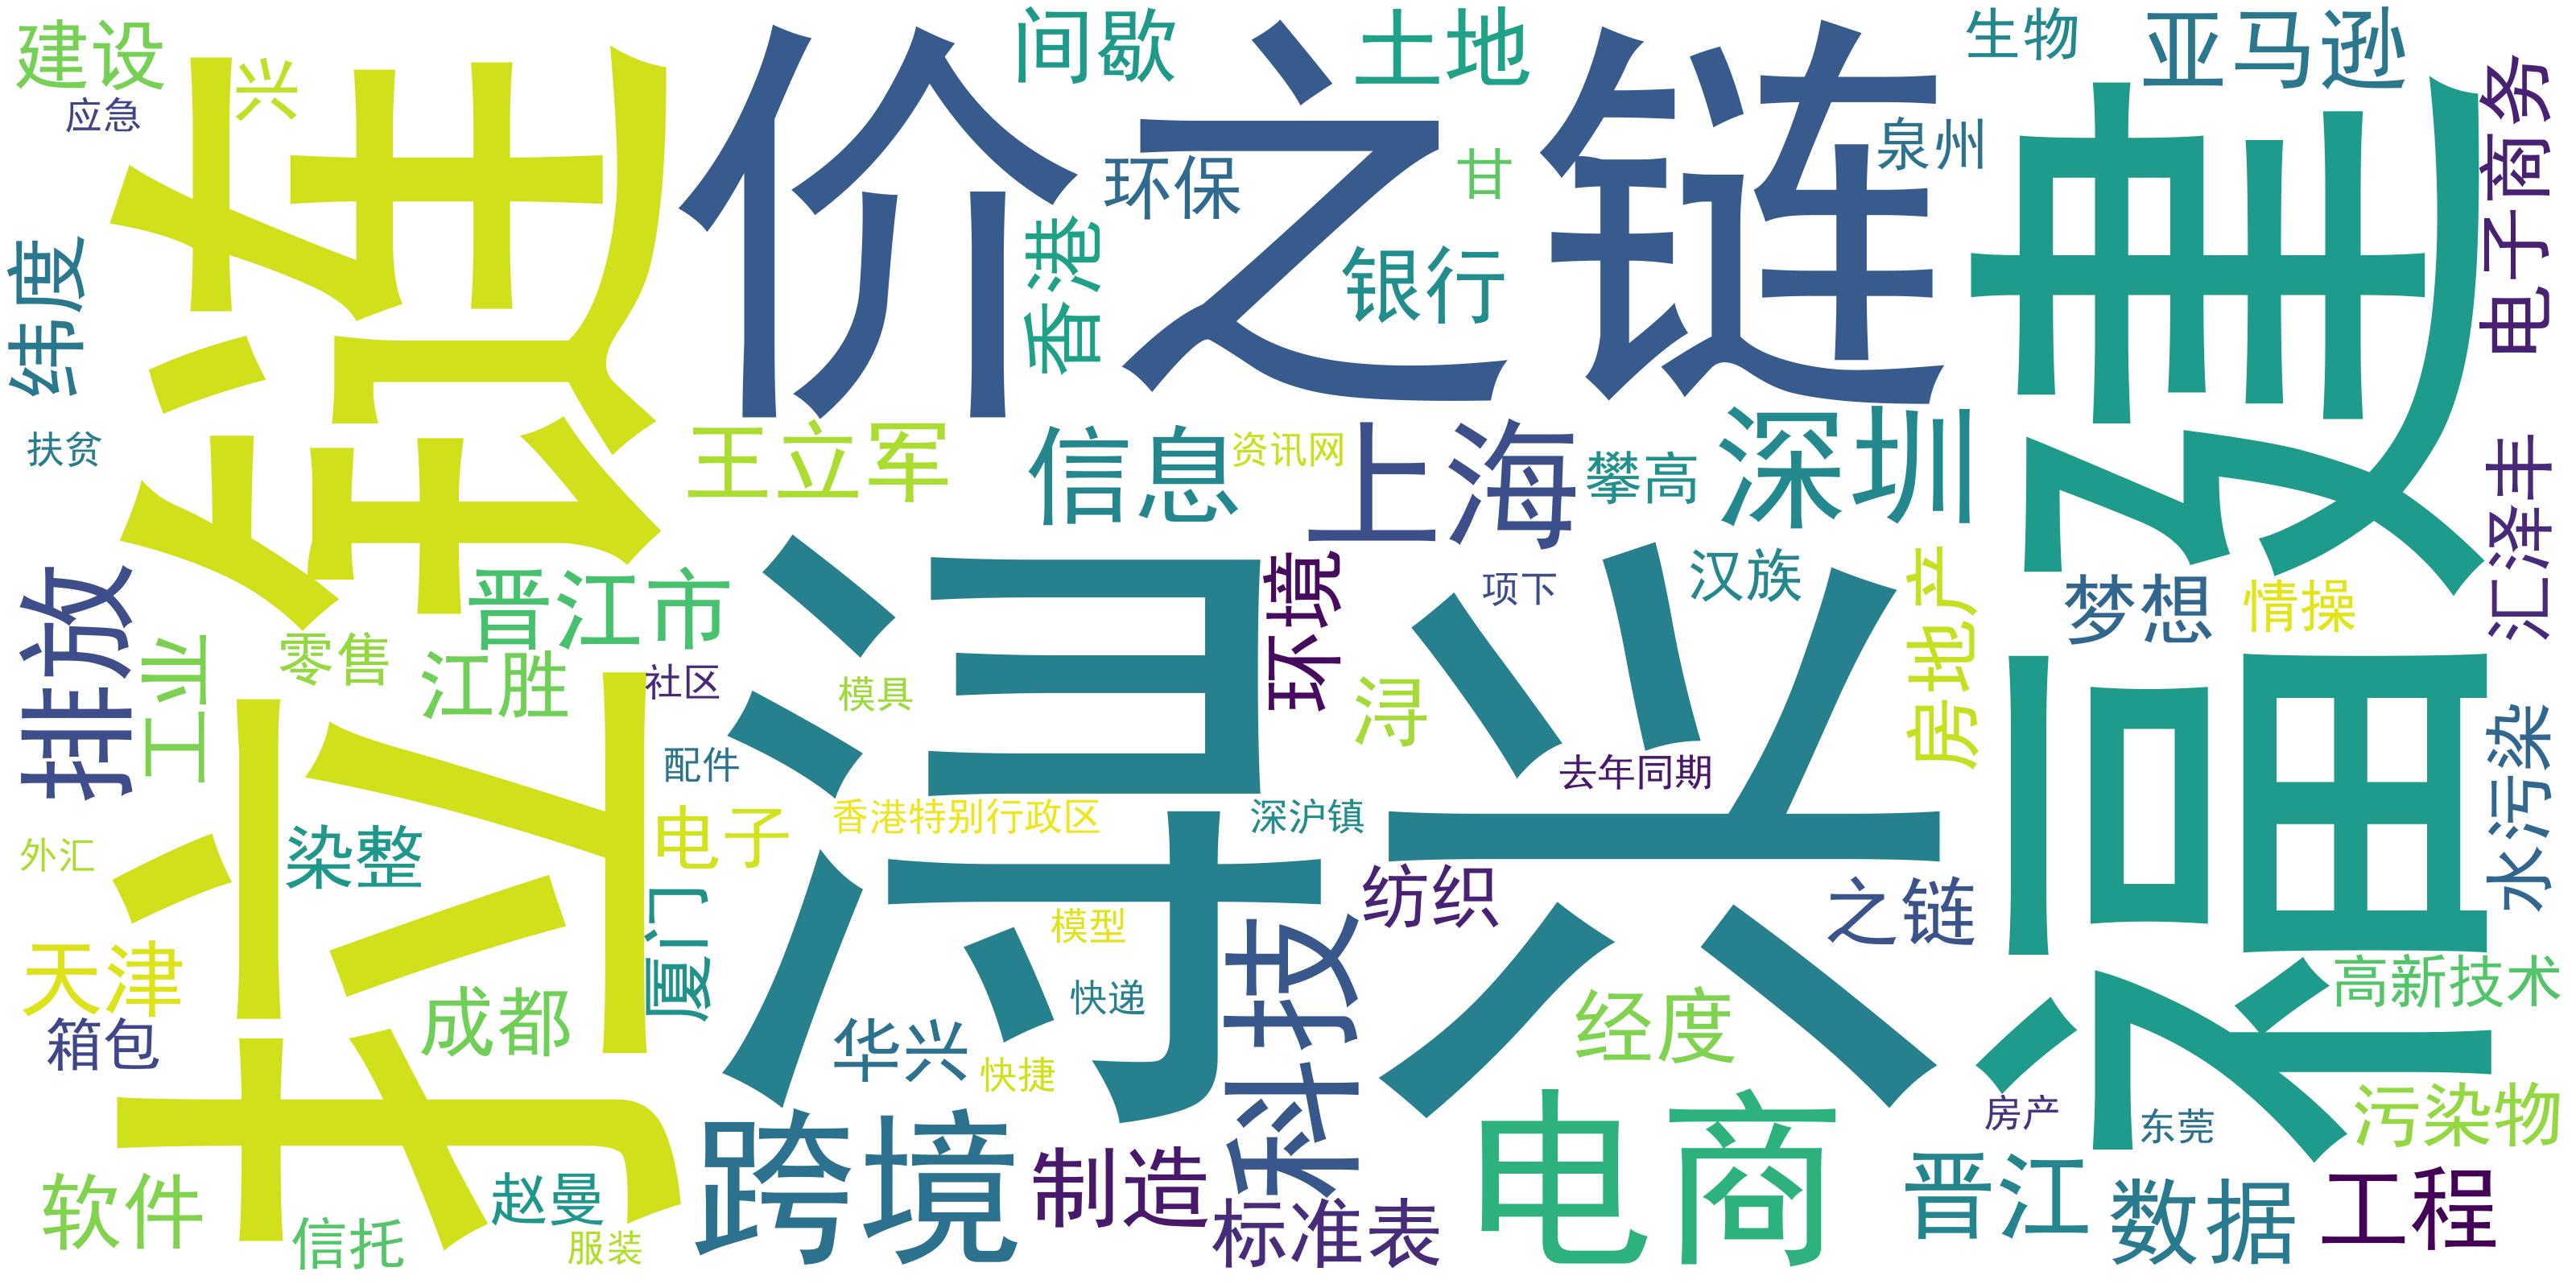 建设
兴
应急
拉链
价之链
间歇
土地
生物
亚马逊
福建
电子商务
环保
甘
泉州
香港
银行
纬度
扶贫
王立军
信息
资讯网
上海
攀高
深圳
汇泽丰
排放
晋江市
浔兴
环境
项下
汉族
房地产
梦想
情操
工业
零售
江胜
社区
模具
浔
水污染
配件
去年同期
外汇
染整
电子
香港特别行政区
深沪镇
厦门
模型
纺织
之链
天津
箱包
成都
快递
科技
高新技术
华兴
快捷
经度
污染物
房产
东莞
软件
信托
赵曼
服装
跨境
制造
标准表
电商
晋江
数据
工程